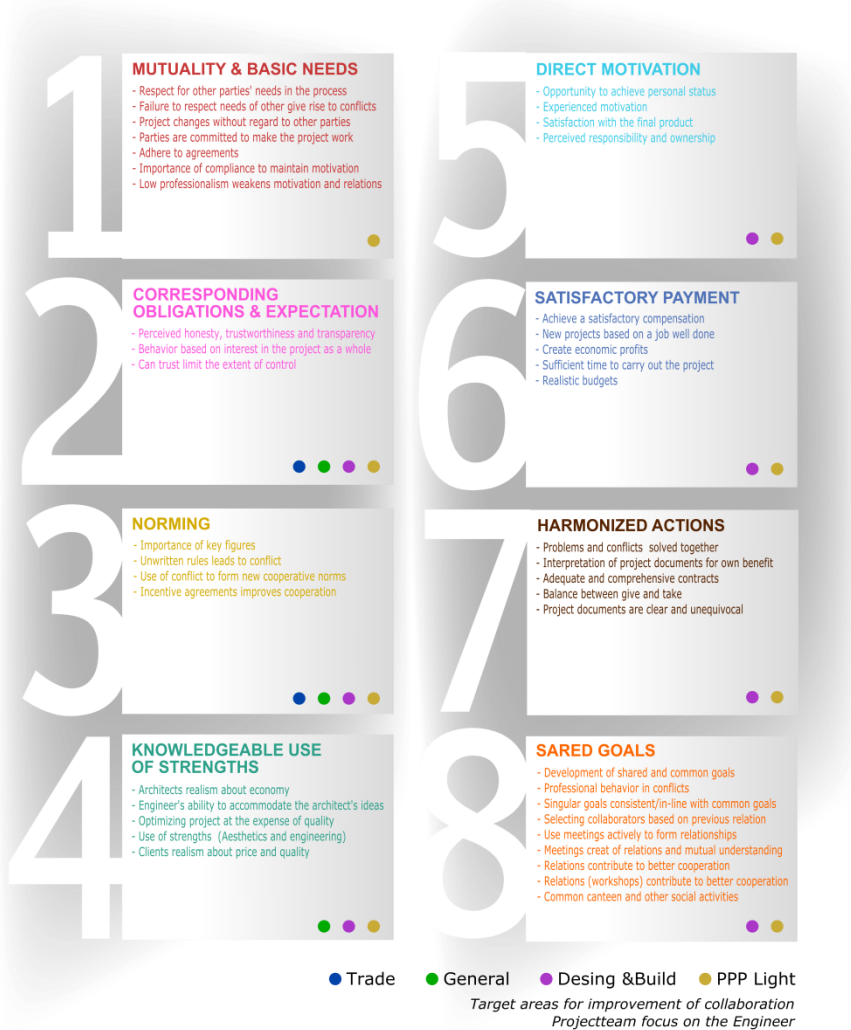 1
MUTUALITY & BASIC NEEDS
- Respect for other parties' needs in the process
- Failure to respect needs of other give rise to conflicts
- Project changes without regard to other parties
- Parties are committed to make the project work
- Adhere to agreements
- Importance of compliance to maintain motivation
- Low professionalism weakens motivation and relations
2
CORRESPONDING
OBLIGATIONS & EXPECTATION
- Perceived honesty, trustworthiness and transparency
- Behavior based on interest in the project as a whole
- Can trust limit the extent of control
3
NORMING
- Importance of key figures
- Unwritten rules leads to conflict
- Use of conflict to form new cooperative norms
- Incentive agreements improves cooperation
4
KNOWLEDGEABLE USE
OF STRENGTHS
- Architects realism about economy
- Engineer's ability to accommodate the architect's ideas
- Optimizing project at the expense of quality
- Use of strengths (Aesthetics and engineering)
- Clients realism about price and quality
5
DIRECT MOTIVATION
- Opportunity to achieve personal status
- Experienced motivation
- Satisfaction with the final product
- Perceived responsibility and ownership
6
SATISFACTORY PAYMENT
- Achieve a satisfactory compensation
- New projects based on a job well done
- Create economic profits
- Sufficient time to carry out the project
- Realistic budgets
7
HARMONIZED ACTIONS
- Problems and conflicts solved together
- Interpretation of project documents for own benefit
- Adequate and comprehensive contracts
- Balance between give and take
- Project documents are clear and unequivocal
8
SARED GOALS
- Development of shared and common goals
- Professional behavior in conflicts
- Singular goals consistent/in-line with common goals
- Selecting collaborators based on previous relation
- Use meetings actively to form relationships
- Meetings creat of relations and mutual understanding
- Relations contribute to better cooperation
- Relations (workshops) contribute to better cooperation
- Common canteen and other social activities
Trade General Desing &Build PPP Light
Target areas for improvement of collaboration
Projectteam focus on the Engineer